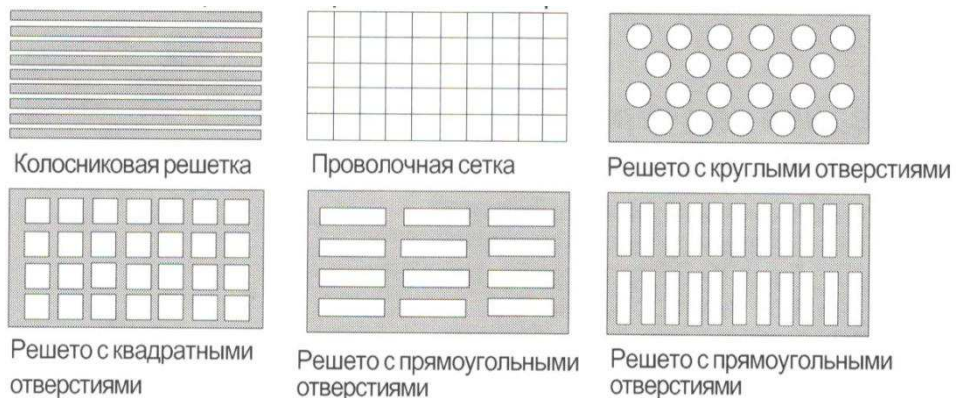 Колосниковая решетка
Проволочная сетка
Решето с круглыми отверстиями
Решето с квадратными
отверстиями
Решето с прямоугольными
отверстиями
Решето с прямоугольными
отверстиями